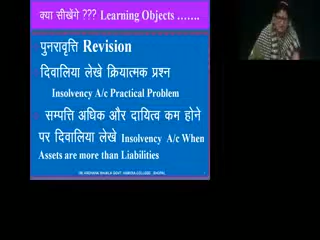 क्या सीखेंगे ??? Learning Objects .......
पुनरावृत्ति Revision
दिवालिया लेखे क्रियात्मक प्रश्न
Insolvency A/c Practical Problem
सम्पत्ति अधिक और दायित्व कम होने
पर दिवालिया लेखे Insolvency A/c When
Assets are more than Liabilities